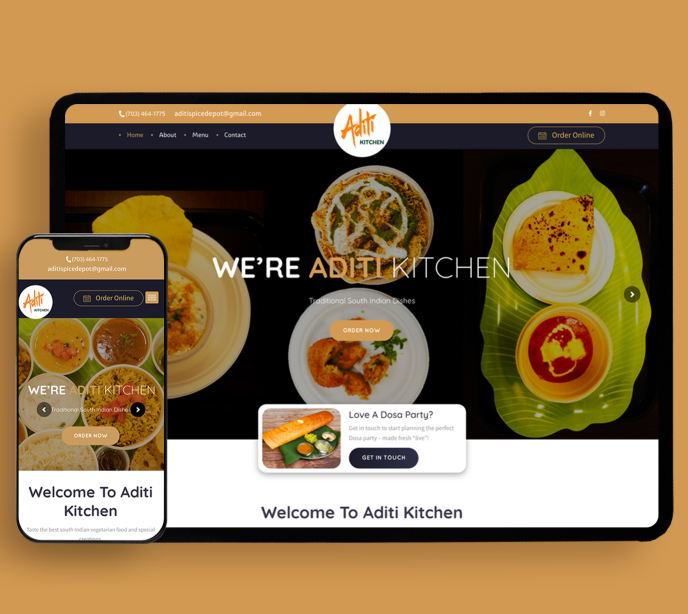 (703) 464-1775 aditispicedepot@gmail.com
Aditi
KITCHEN
Home About Menu Contact
Order Online
WE'RE ADITI KITCHEN
Traditional South Indian Dishes
ORDER NOW
Love A Dosa Party?
Get in touch to start planning the perfect
Dosa party - made fresh "live"!
GET IN TOUCH
Welcome To Aditi Kitchen
(703) 464-1775
aditispicedepot@gmail.com
Aditi
KITCHEN
Order Online
WE'RE ADITI KITCHEN
Traditional South Indian Dishes
ORDER NOW
Welcome To Aditi
Kitchen
Taste the best south Indian vegetarian food and special
creations